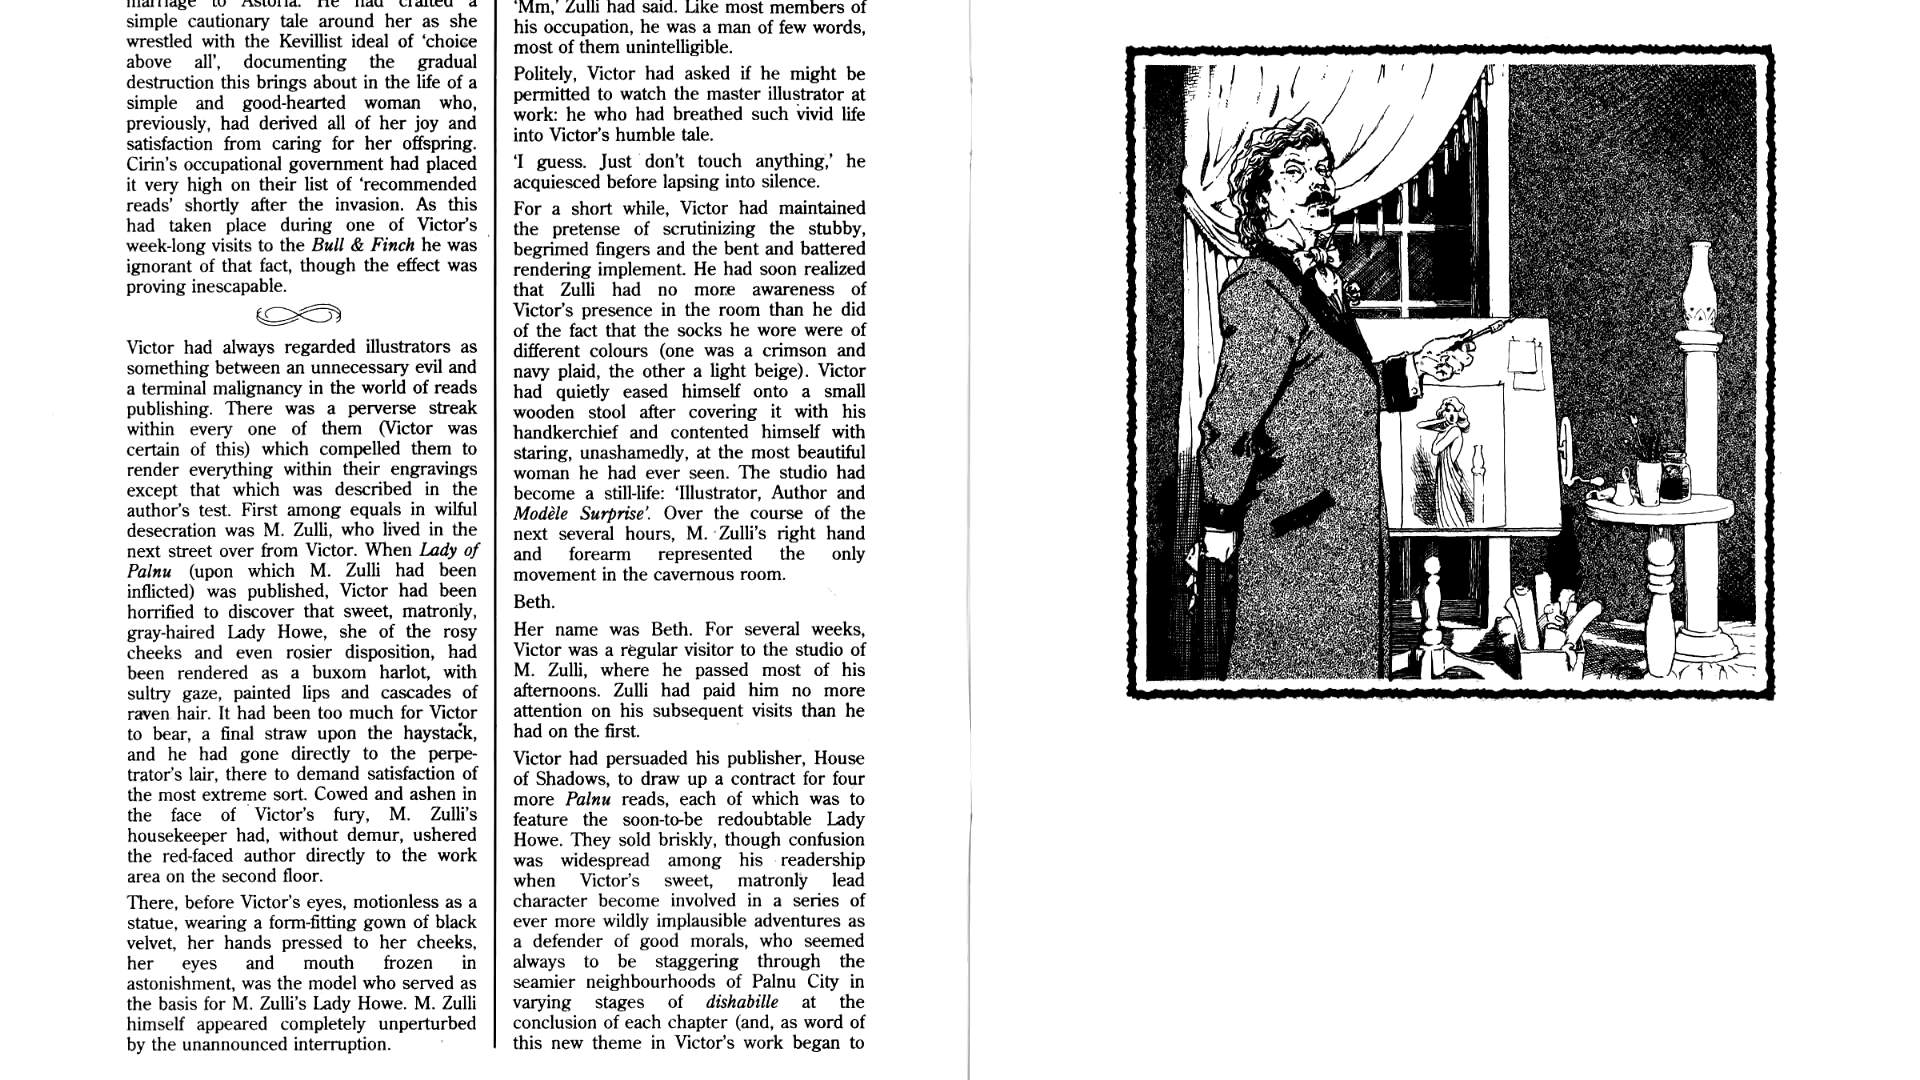 marriage to Astoria. He had crafted a
simple cautionary tale around her as she
wrestled with the Kevillist ideal of ‘choice
above all’, documenting the gradual
destruction this brings about in the life of a
simple and good-hearted woman who,
previously, had derived all of her joy and
satisfaction from caring for her offspring.
Cirin’s occupational government had placed
it very high on their list of ‘recommended
reads’ shortly after the invasion. As this
had taken place during one of Victor’s
week-long visits to the Bull & Finch he was
ignorant of that fact, though the effect was
proving inescapable.
Victor had always regarded illustrators as
something between an unnecessary evil and
a terminal malignancy in the world of reads
publishing. There was a perverse streak
within every one of them (Victor was
certain of this) which compelled them to
render everything within their engravings
except that which was described in the
author’s test. First among equals in wilful
desecration was M. Zulli, who lived in the
next street over from Victor. When Lady of
Palnu (upon which M. Zulli had been
inflicted) was published, Victor had been
horrified to discover that sweet, matronly,
gray-haired Lady Howe, she of the rosy
cheeks and even rosier disposition, had
been rendered as a buxom harlot, with
sultry gaze, painted lips and cascades of
raven hair. It had been too much for Victor
to bear, a final straw upon the haystack,
and he had gone directly to the perpe-
trator’s lair, there to demand satisfaction of
the most extreme sort. Cowed and ashen in
the face of Victor’s fury, M. Zulli’s
housekeeper had, without demur, ushered
the red-faced author directly to the work
area on the second floor.
There, before Victor’s eyes, motionless as a
statue, wearing a form-fitting gown of black
velvet, her hands pressed to her cheeks,
her eyes and mouth frozen in
astonishment, was the model who served as
the basis for M. Zulli’s Lady Howe. M. Zulli
himself appeared completely unperturbed
by the unannounced interruption.
‘Mm,’ Zulli had said. Like most members of
his occupation, he was a man of few words,
most of them unintelligible.
Politely, Victor had asked if he might be
permitted to watch the master illustrator at
work: he who had breathed such vivid life
into Victor’s humble tale.
‘I guess. Just don’t touch anything,’ he
acquiesced before lapsing into silence.
For a short while, Victor had maintained
the pretense of scrutinizing the stubby,
begrimed fingers and the bent and battered
rendering implement. He had soon realized
that Zulli had no more awareness of
Victor’s presence in the room than he did
of the fact that the socks he wore were of
different colours (one was a crimson and
navy plaid, the other a light beige). Victor
had quietly eased himself onto a small
wooden stool after covering it with his
handkerchief and contented himself with
staring, unashamedly, at the most beautiful
woman he had ever seen. The studio had
become a still-life: ‘Illustrator, Author and
Modèle Surprise’. Over the course of the
next several hours, M. Zulli’s right hand
and forearm represented the only
movement in the cavernous room.
Beth.
Her name was Beth. For several weeks,
Victor was a regular visitor to the studio of
M. Zulli, where he passed most of his
afternoons. Zulli had paid him no more
attention on his subsequent visits than he
had on the first.
Victor had persuaded his publisher, House
of Shadows, to draw up a contract for four
more Palnu reads, each of which was to
feature the soon-to-be redoubtable Lady
Howe. They sold briskly, though confusion
was widespread among his readership
when Victor’s sweet, matronly lead
character become involved in a series of
ever more wildly implausible adventures as
a defender of good morals, who seemed
always to be staggering through the
seamier neighbourhoods of Palnu City in
varying stages of dishabille at the
conclusion of each chapter (and, as word of
this new theme in Victor’s work began to